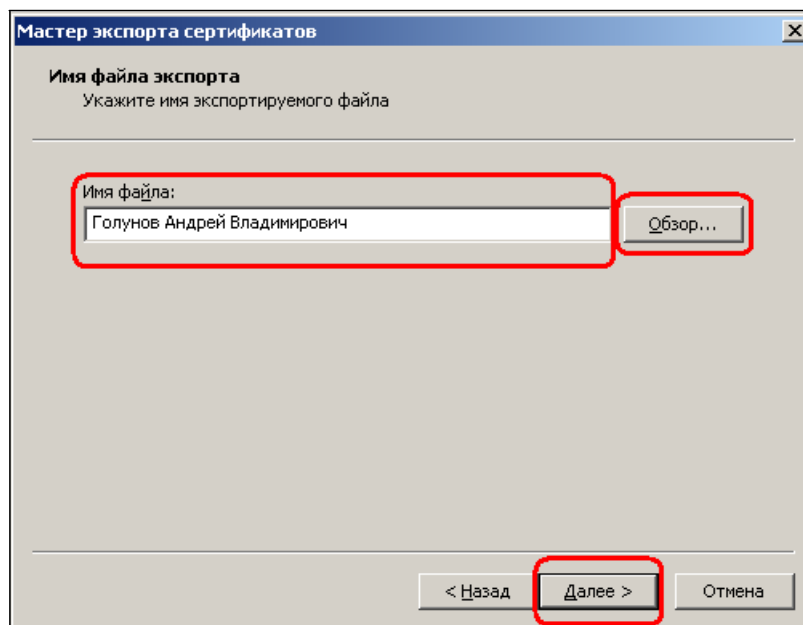 Мастер экспорта сертификатов
Имя файла экспорта
Укажите имя экспортируемого файла
Имя файла:
Голунов Андрей Владимирович
Обзор...
< Назад
Далее >
Отмена